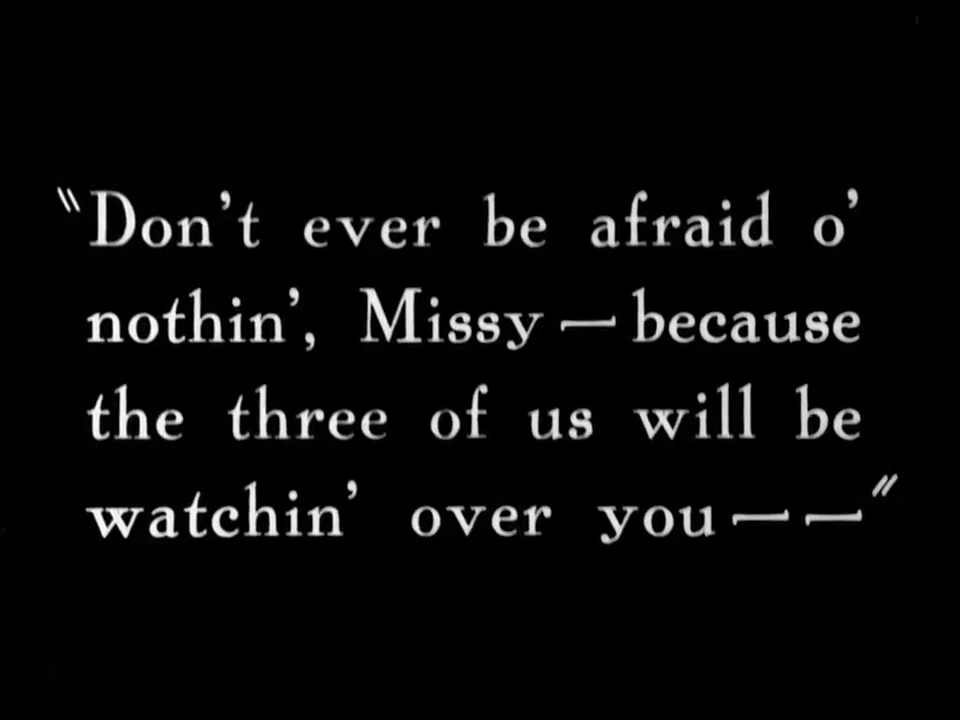 "Don't ever be afraid o'
nothin', Missy — because
the three of us will be
watchin' over you — —"